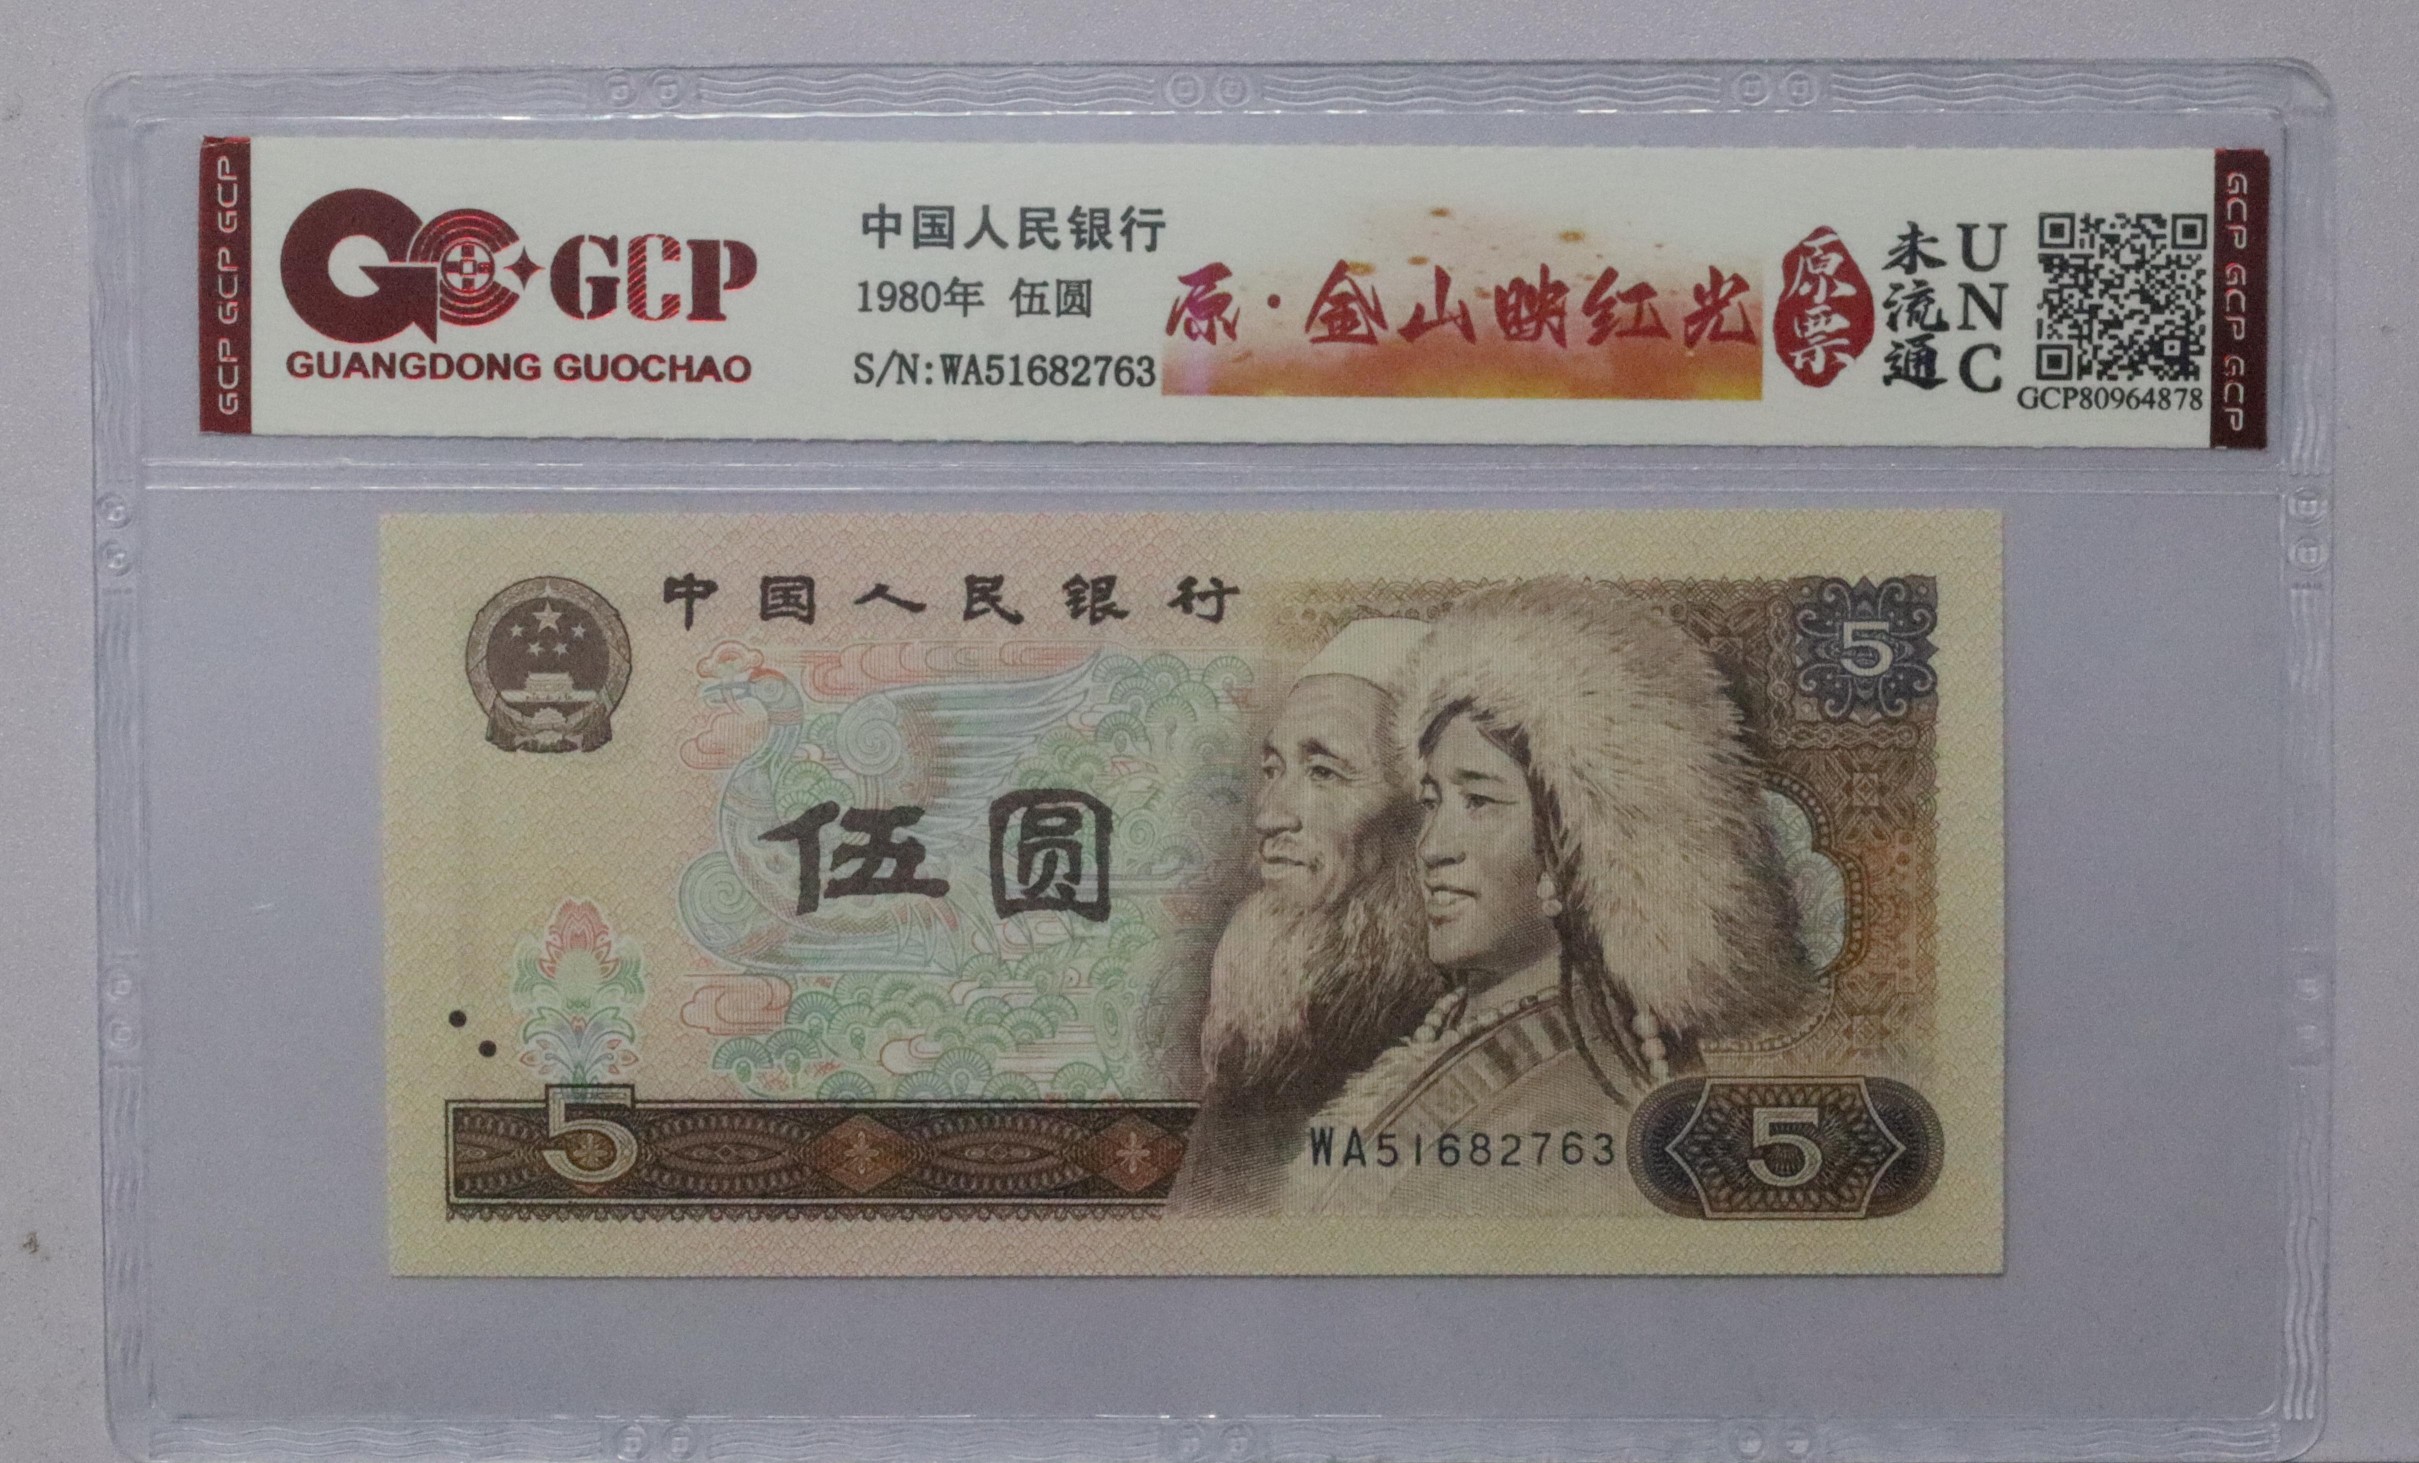 GCP GCP GCP
GCP
GUANGDONG GUOCHAO
中国人民银行
1980年 伍圆
S/N:WA51682763
原·金山映红光
原票
未流通
UNC
GCP80964878
GCP GCP GCP
中国人民银行
5
伍圆
5
WA51682763
5